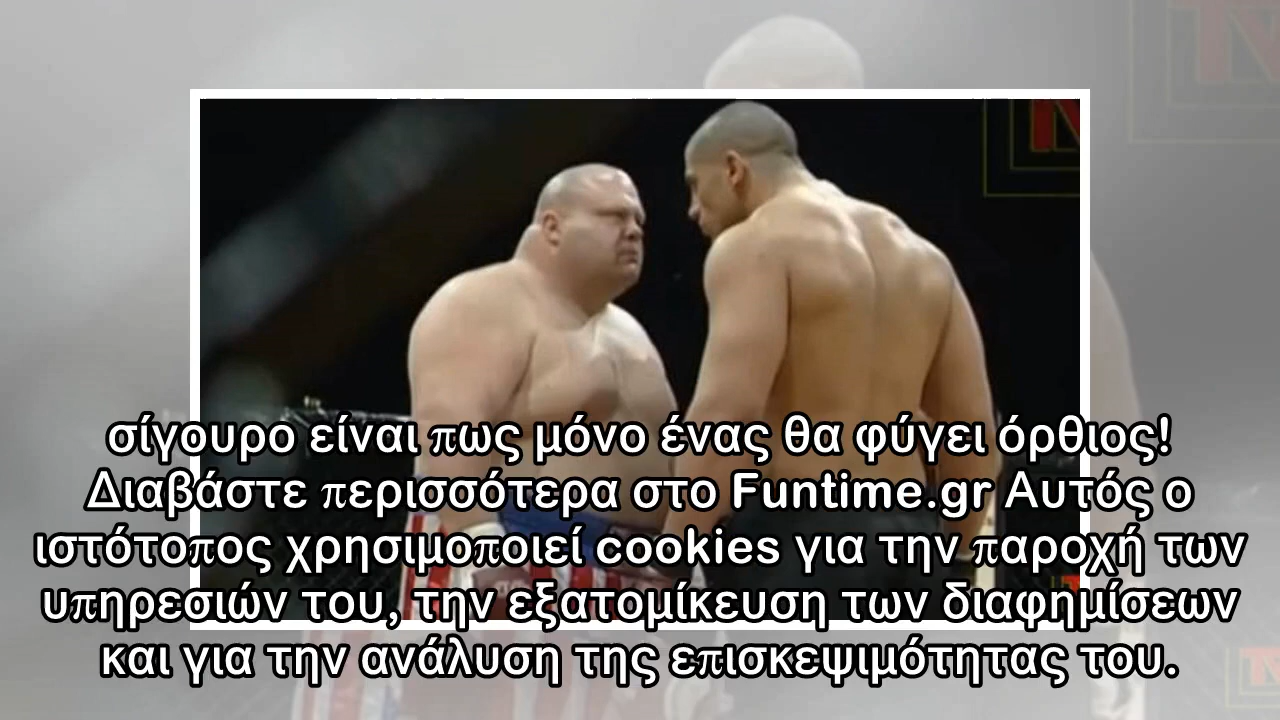 σίγουρο είναι πως μόνο ένας θα φύγει όρθιος!
Διαβάστε περισσότερα στο Funtime.gr Αυτός ο
ιστότοπος χρησιμοποιεί cookies για την παροχή των
υπηρεσιών του, την εξατομίκευση των διαφημίσεων
και για την ανάλυση της επισκεψιμότητας του.